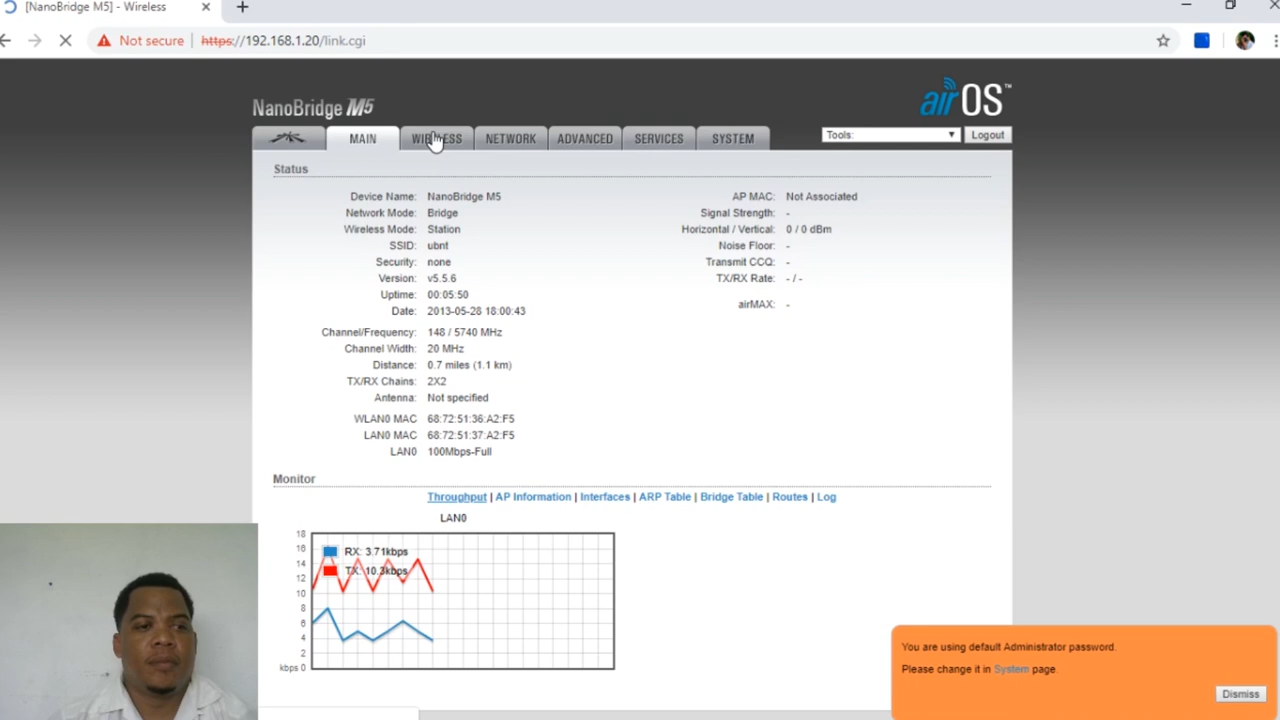 [NanoBridge M5] - Wireless
Not secure https://192.168.1.20/link.cgi
NanoBridge M5
airOS™
MAIN WIRELESS NETWORK ADVANCED SERVICES SYSTEM Tools: Logout
Status
Device Name: NanoBridge M5 AP MAC: Not Associated
Network Mode: Bridge Signal Strength: -
Wireless Mode: Station Horizontal / Vertical: 0 / 0 dBm
SSID: ubnt Noise Floor: -
Security: none Transmit CCQ: -
Version: v5.5.6 TX/RX Rate: - / -
Uptime: 00:05:50 airMAX: -
Date: 2013-05-28 18:00:43
Channel/Frequency: 148 / 5740 MHz
Channel Width: 20 MHz
Distance: 0.7 miles (1.1 km)
TX/RX Chains: 2X2
Antenna: Not specified
WLAN0 MAC 68:72:51:36:A2:F5
LAN0 MAC 68:72:51:37:A2:F5
LAN0 100Mbps-Full
Monitor
Throughput | AP Information | Interfaces | ARP Table | Bridge Table | Routes | Log
LAN0
18
16
14
12
10
8
6
4
2
kbps 0
RX: 3.71kbps
TX: 10.3kbps
You are using default Administrator password.
Please change it in System page.
Dismiss